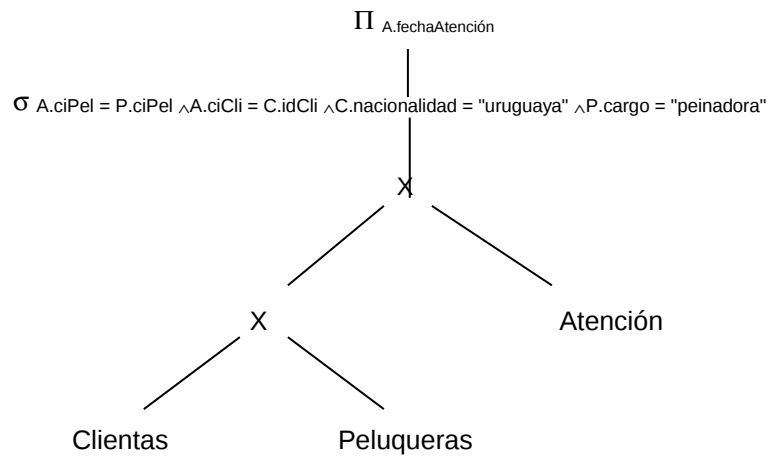 Π A.fechaAtención
σ A.ciPel = P.ciPel ^A.ciCli = C.idCli ^C.nacionalidad = "uruguaya" ^P.cargo = "peinadora"
X
X
Atención
Clientas
Peluqueras